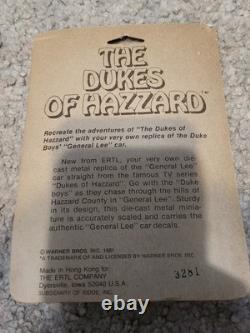 THE
DUKES
OF HAZZARD™
Recreate the adventures of "The Dukes of
Hazzard" with your very own replica of the Duke
Boys' "General Lee" car.
New from ERTL, your very own die-
cast metal replica of the "General Lee"
car straight from the famous TV series
"Dukes of Hazard". Go with the "Duke
boys" as they chase through the hills of
Hazzard County in "General Lee". Sturdy
in its design, this die-cast metal miniature
is accurately scaled and carries the
authentic "General Lee" car decals.
© WARNER BROS. INC. 1981
*A TRADEMARK OF AND LICENSED BY WARNER BROS. INC.
Made in Hong Kong for:
THE ERTL COMPANY
Dyersville, Iowa 52040 U.S.A.
SUBSIDIARY OF KIDDE, INC.
3281